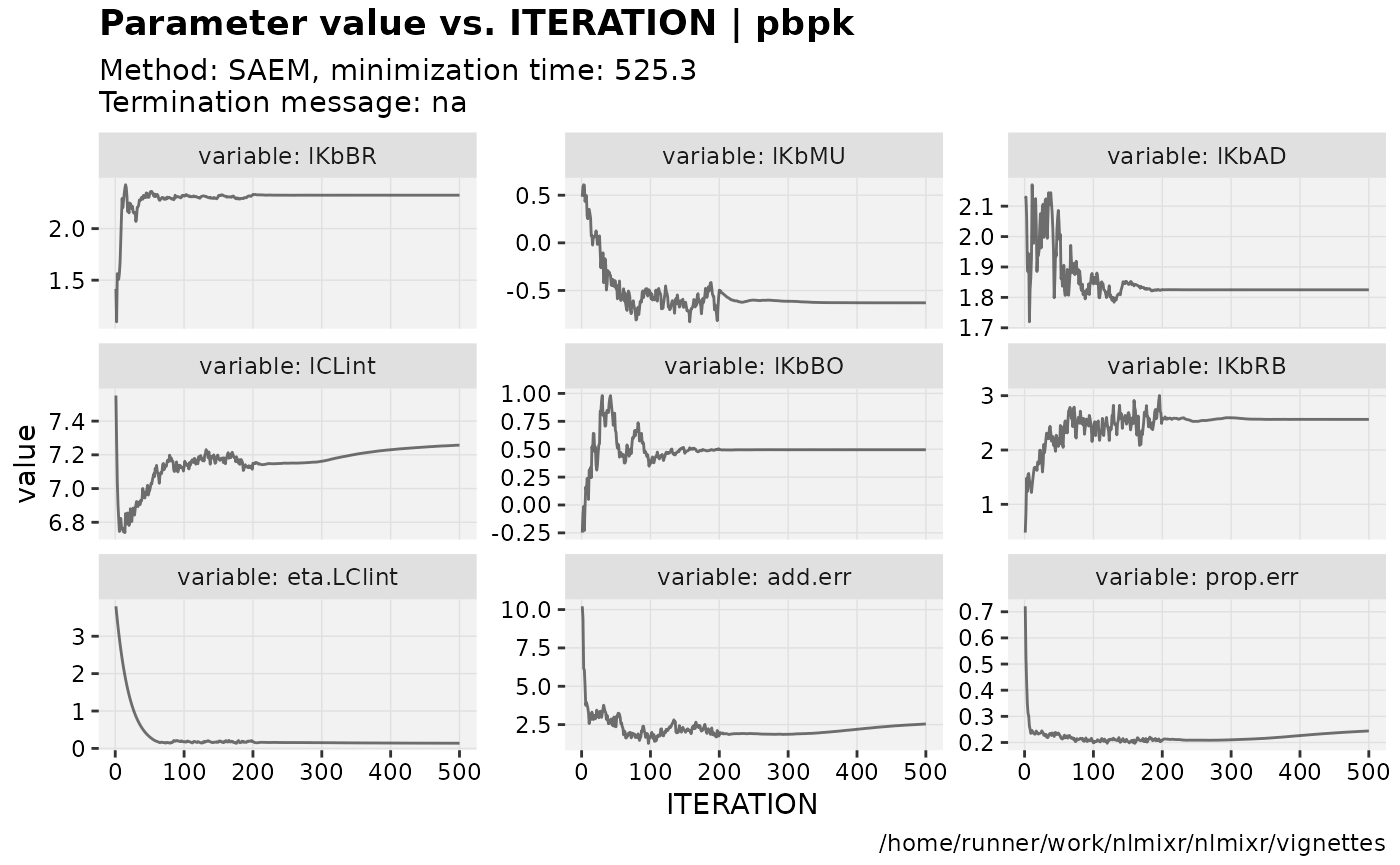 Parameter value vs. ITERATION | pbpk
Method: SAEM, minimization time: 525.3
Termination message: na
variable: lKbBR
variable: lKbMU
variable: lKbAD
2.0
1.5
0.5
0.0
-0.5
2.1
2.0
1.9
1.8
1.7
variable: lCLint
variable: lKbBO
variable: lKbRB
7.4
7.2
7.0
6.8
1.00
0.75
0.50
0.25
0.00
-0.25
3
2
1
variable: eta.LClint
variable: add.err
variable: prop.err
3
2
1
0
10.0
7.5
5.0
2.5
0.7
0.6
0.5
0.4
0.3
0.2
0 100 200 300 400 500
0 100 200 300 400 500
0 100 200 300 400 500
value
ITERATION
/home/runner/work/nlmixr/nlmixr/vignettes